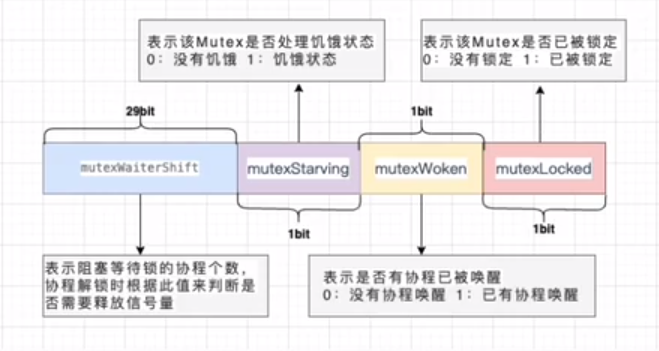 表示该Mutex是否处理饥饿状态
0：没有饥饿 1：饥饿状态
表示该Mutex是否已被锁定
0：没有锁定 1：已被锁定
29bit
1bit
mutexWaiterShift
mutexStarving
mutexWoken
mutexLocked
1bit
1bit
表示阻塞等待锁的协程个数，
协程解锁时根据此值来判断是
否需要释放信号量
表示是否有协程已被唤醒
0：没有协程唤醒 1：已有协程唤醒